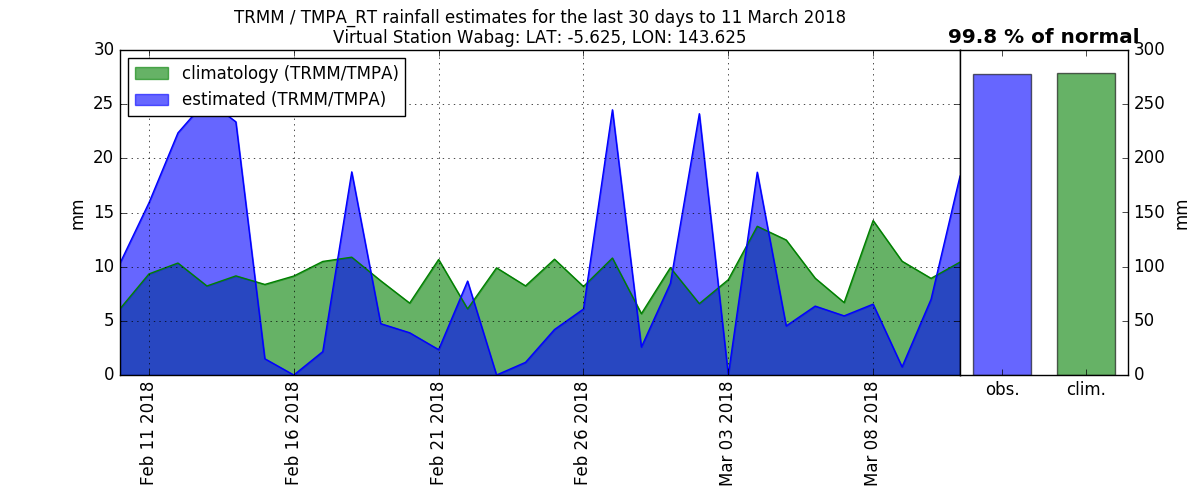 TRMM / TMPA_RT rainfall estimates for the last 30 days to 11 March 2018
Virtual Station Wabag: LAT: -5.625, LON: 143.625
99.8 % of normal
climatology (TRMM/TMPA)
estimated (TRMM/TMPA)
30
25
20
15
10
5
0
mm
300
250
200
150
100
50
0
mm
Feb 11 2018
Feb 16 2018
Feb 21 2018
Feb 26 2018
Mar 03 2018
Mar 08 2018
obs.
clim.